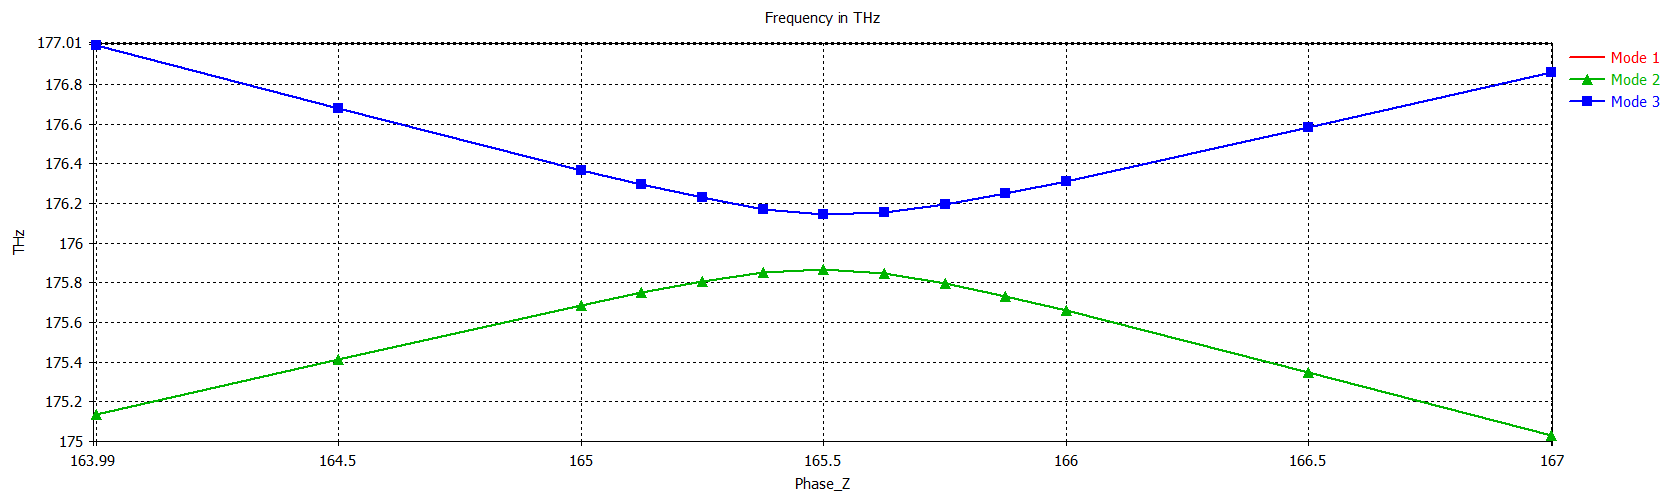 Frequency in THz
177.01
176.8
176.6
176.4
176.2
176
175.8
175.6
175.4
175.2
175
THz
163.99 164.5 165 165.5 166 166.5 167
Phase_Z
Mode 1
Mode 2
Mode 3